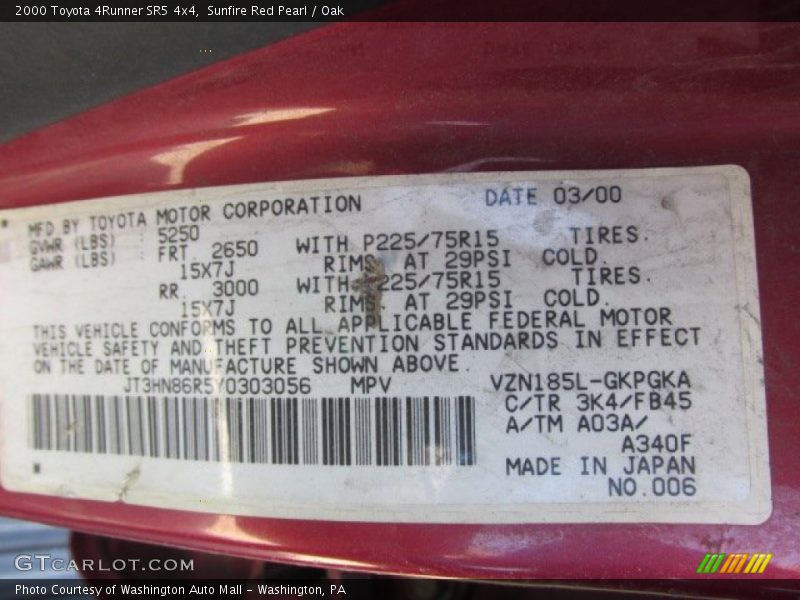 2000 Toyota 4Runner SR5 4x4, Sunfire Red Pearl / Oak
MFD BY TOYOTA MOTOR CORPORATION DATE 03/00
GVWR (LBS) : 5250
GAWR (LBS) : FRT 2650 WITH P225/75R15 TIRES.
15X7J RIMS. AT 29PSI COLD.
RR 3000 WITH P225/75R15 TIRES.
15X7J RIMS. AT 29PSI COLD.
THIS VEHICLE CONFORMS TO ALL APPLICABLE FEDERAL MOTOR
VEHICLE SAFETY AND THEFT PREVENTION STANDARDS IN EFFECT
ON THE DATE OF MANUFACTURE SHOWN ABOVE.
JT3HN86R5Y0303056 MPV VZN185L-GKPGKA
C/TR 3K4/FB45
A/TM A03A/
A340F
MADE IN JAPAN
NO.006
GTCARLOT.COM
Photo Courtesy of Washington Auto Mall - Washington, PA